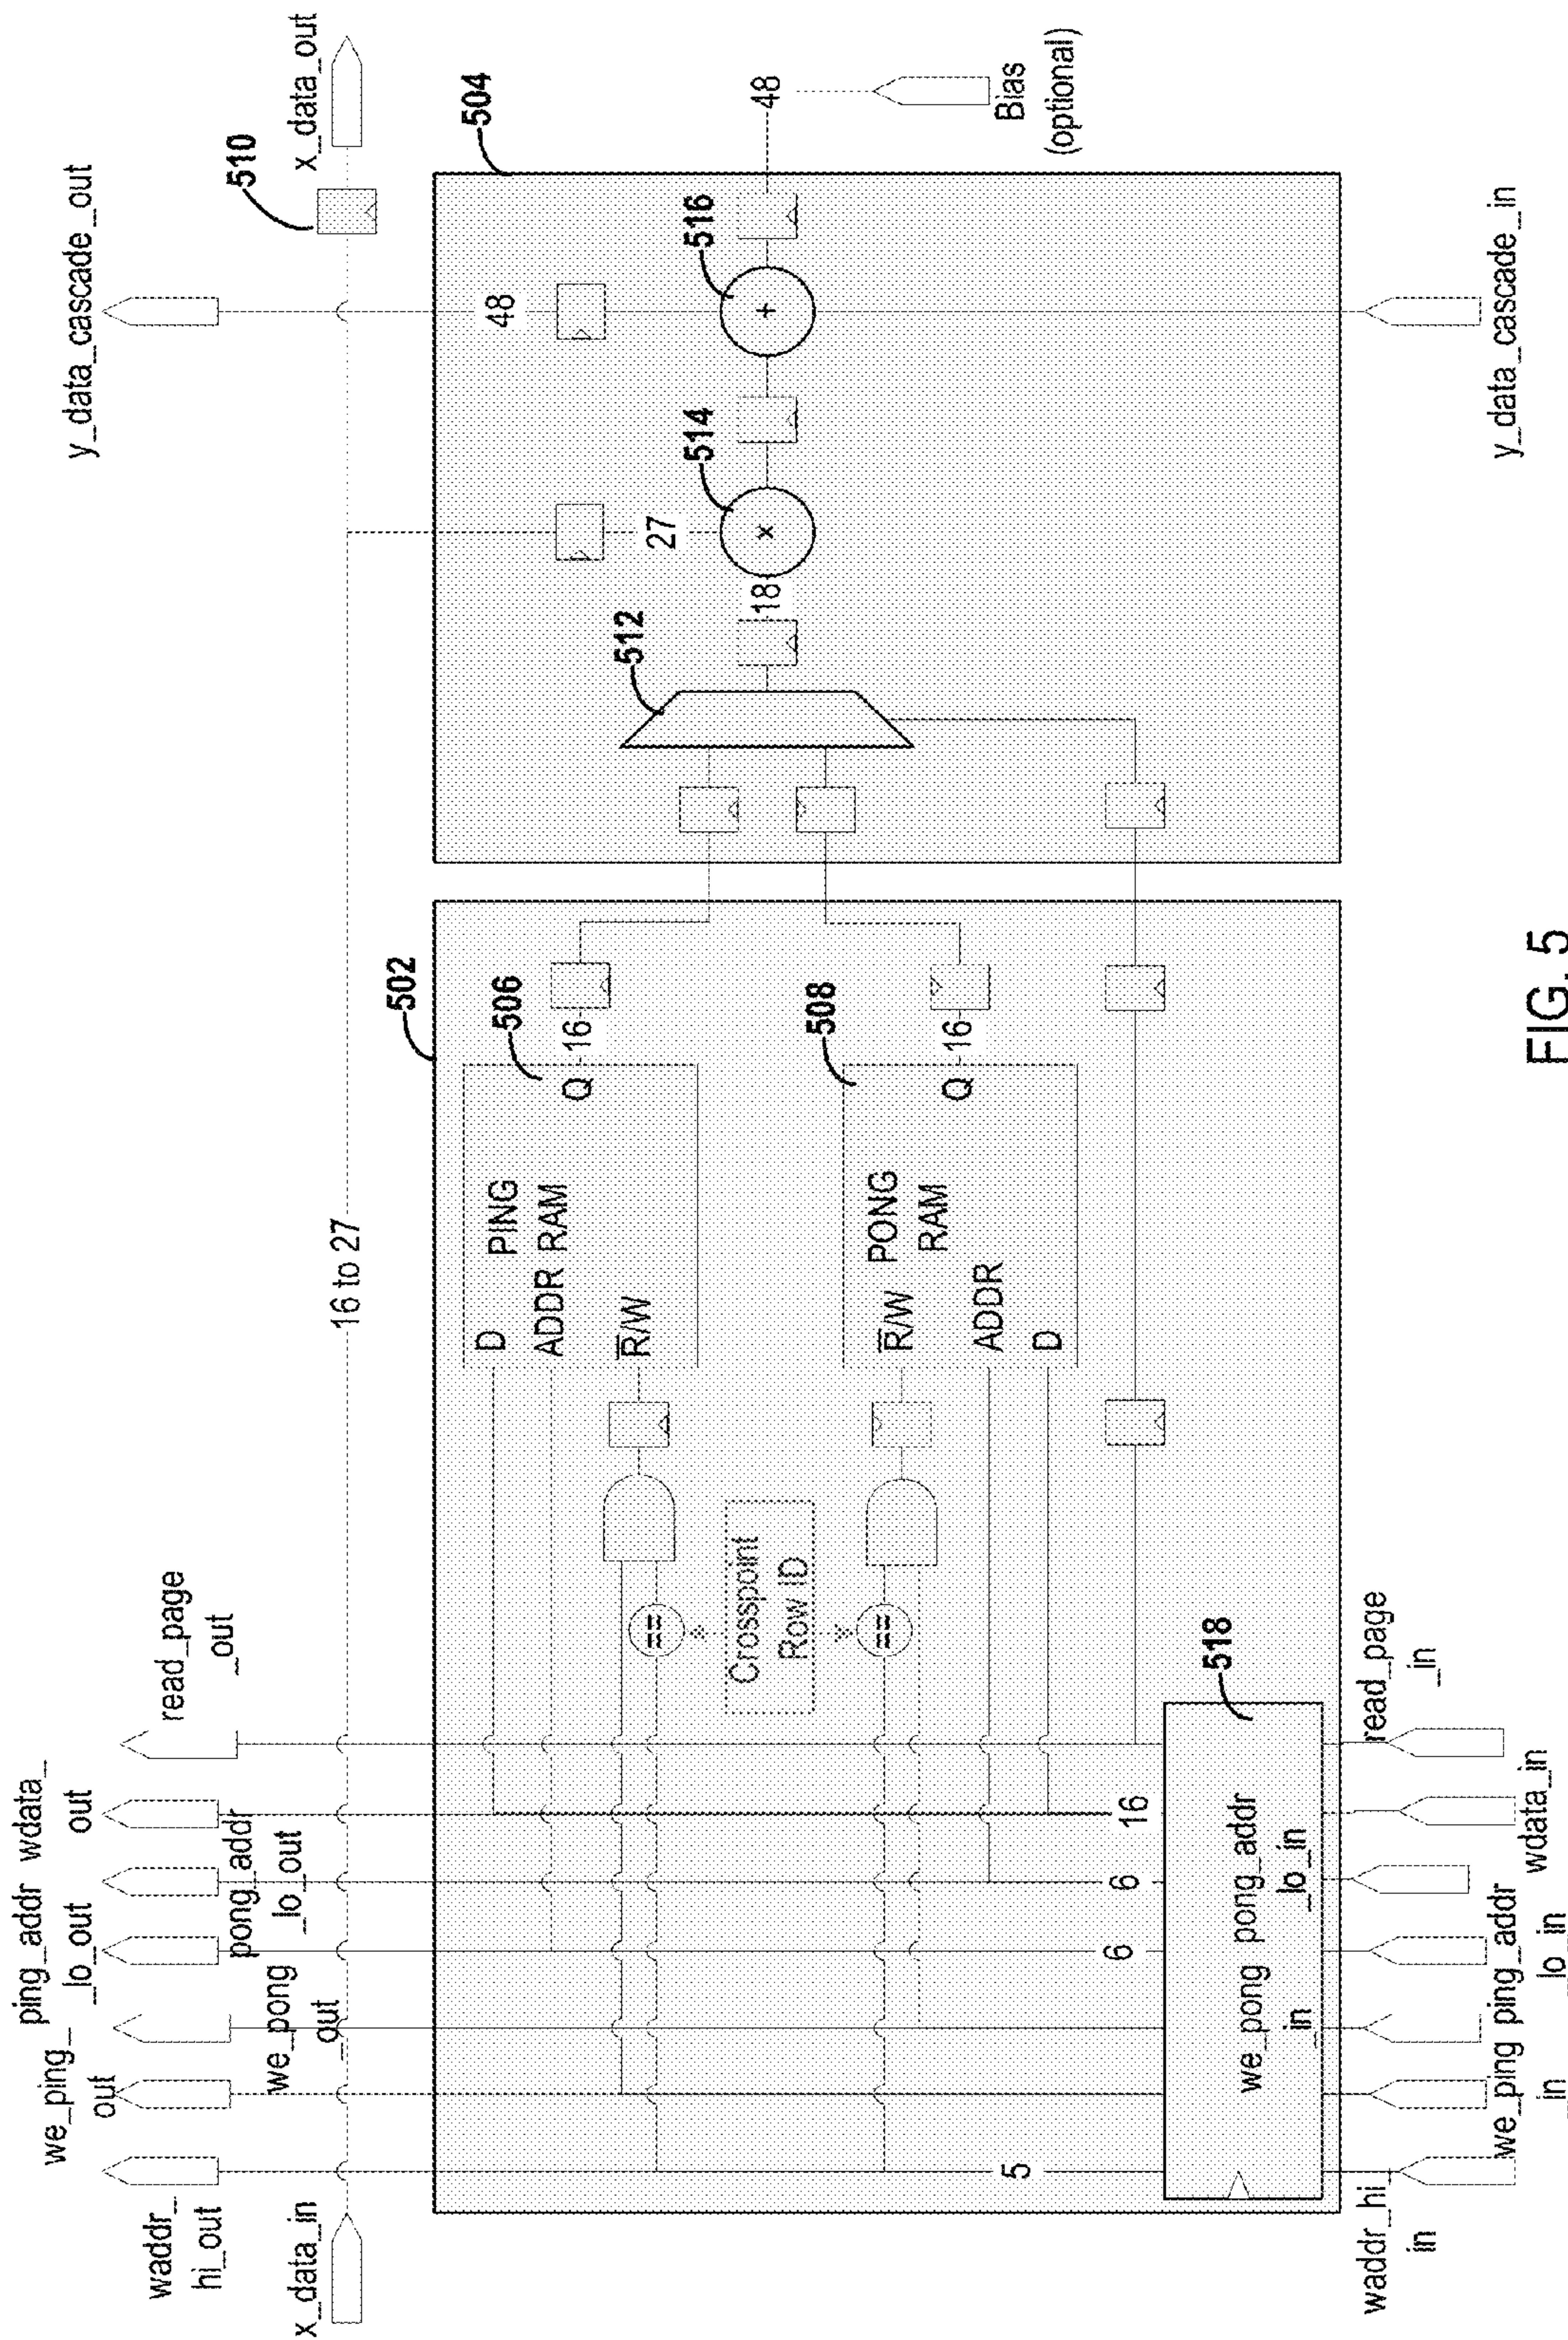 y_data_cascade_out
510
x_data_out
504
48
516
48
Bias
(optional)
514
27
18
512
y_data_cascade_in
16 to 27
502
506
Q
16
PING
RAM
D
ADDR
R̅/W
508
Q
16
PONG
RAM
R̅/W
ADDR
D
Crosspoint
Row ID
==
==
read_page
_out
wdata_
out
pong_addr
_lo_out
ping_addr
_lo_out
we_pong
_out
we_ping_
out
waddr_
hi_out
x_data_in
16
6
6
5
518
we_pong
_in
pong_addr
_lo_in
read_page
_in
wdata_in
ping_addr
_lo_in
we_ping
_in
waddr_hi_
in
x
+
FIG. 5